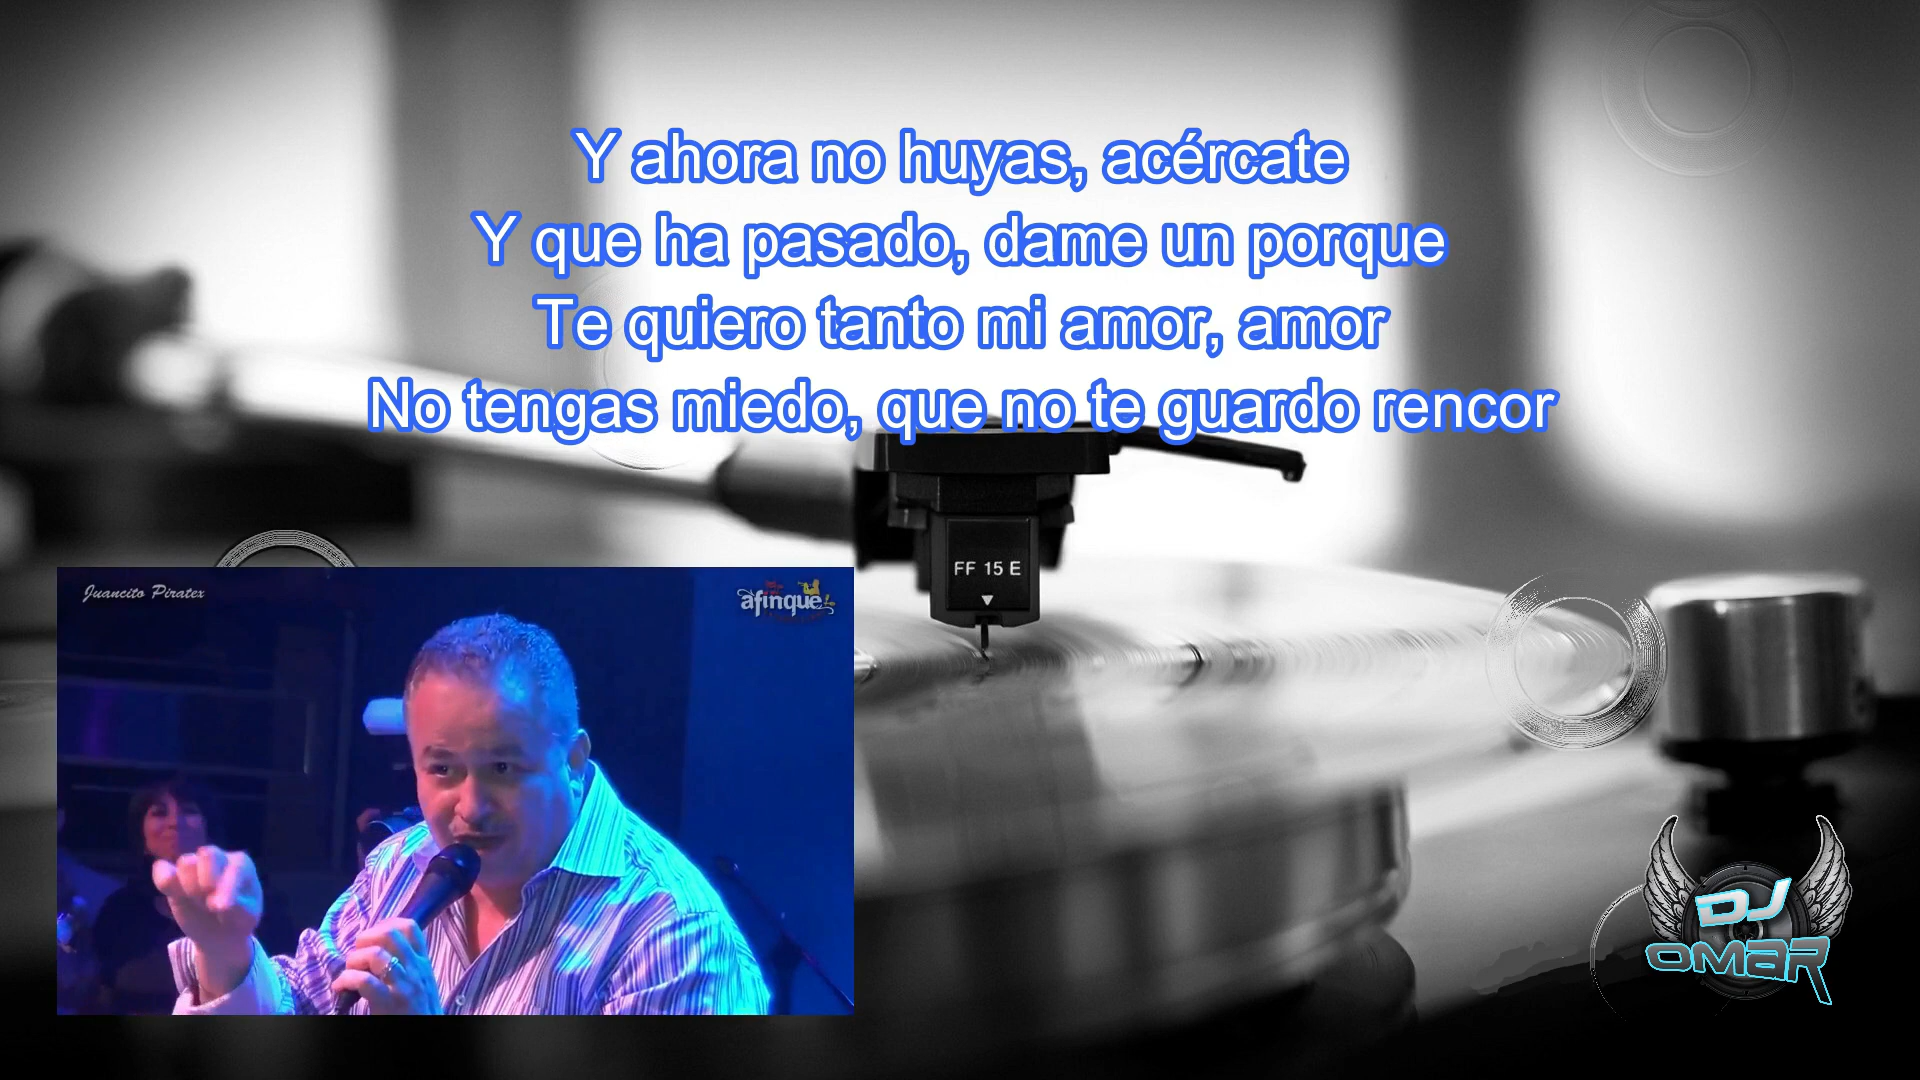 Y ahora no huyas, acércate
Y que ha pasado, dame un porque
Te quiero tanto mi amor, amor
No tengas miedo, que no te guardo rencor
FF 15 E
Juancito Piratex
afinque
DJ
OMAR